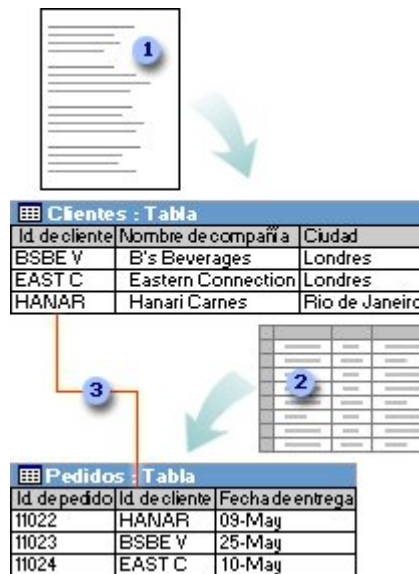 1
Clientes : Tabla
Id. de cliente Nombre de compañía Ciudad
BSBE V B's Beverages Londres
EAST C Eastern Connection Londres
HANAR Hanari Carnes Rio de Janeiro
2
3
Pedidos : Tabla
Id. de pedido Id. de cliente Fecha de entrega
11022 HANAR 09-May
11023 BSBE V 25-May
11024 EAST C 10-May